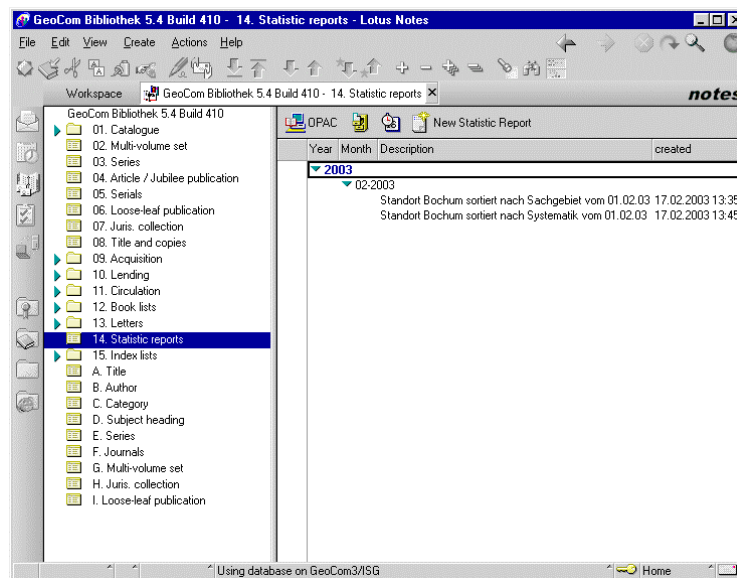 GeoCom Bibliothek 5.4 Build 410 - 14. Statistic reports - Lotus Notes
File Edit View Create Actions Help
Workspace GeoCom Bibliothek 5.4 Build 410 - 14. Statistic reports notes
GeoCom Bibliothek 5.4 Build 410
01. Catalogue
02. Multi-volume set
03. Series
04. Article / Jubilee publication
05. Serials
06. Loose-leaf publication
07. Juris. collection
08. Title and copies
09. Acquisition
10. Lending
11. Circulation
12. Book lists
13. Letters
14. Statistic reports
15. Index lists
A. Title
B. Author
C. Category
D. Subject heading
E. Series
F. Journals
G. Multi-volume set
H. Juris. collection
I. Loose-leaf publication
OPAC New Statistic Report
Year Month Description created
2003
02-2003
Standort Bochum sortiert nach Sachgebiet vom 01.02.03 17.02.2003 13:35
Standort Bochum sortiert nach Systematik vom 01.02.03 17.02.2003 13:45
Using database on GeoCom3/ISG Home